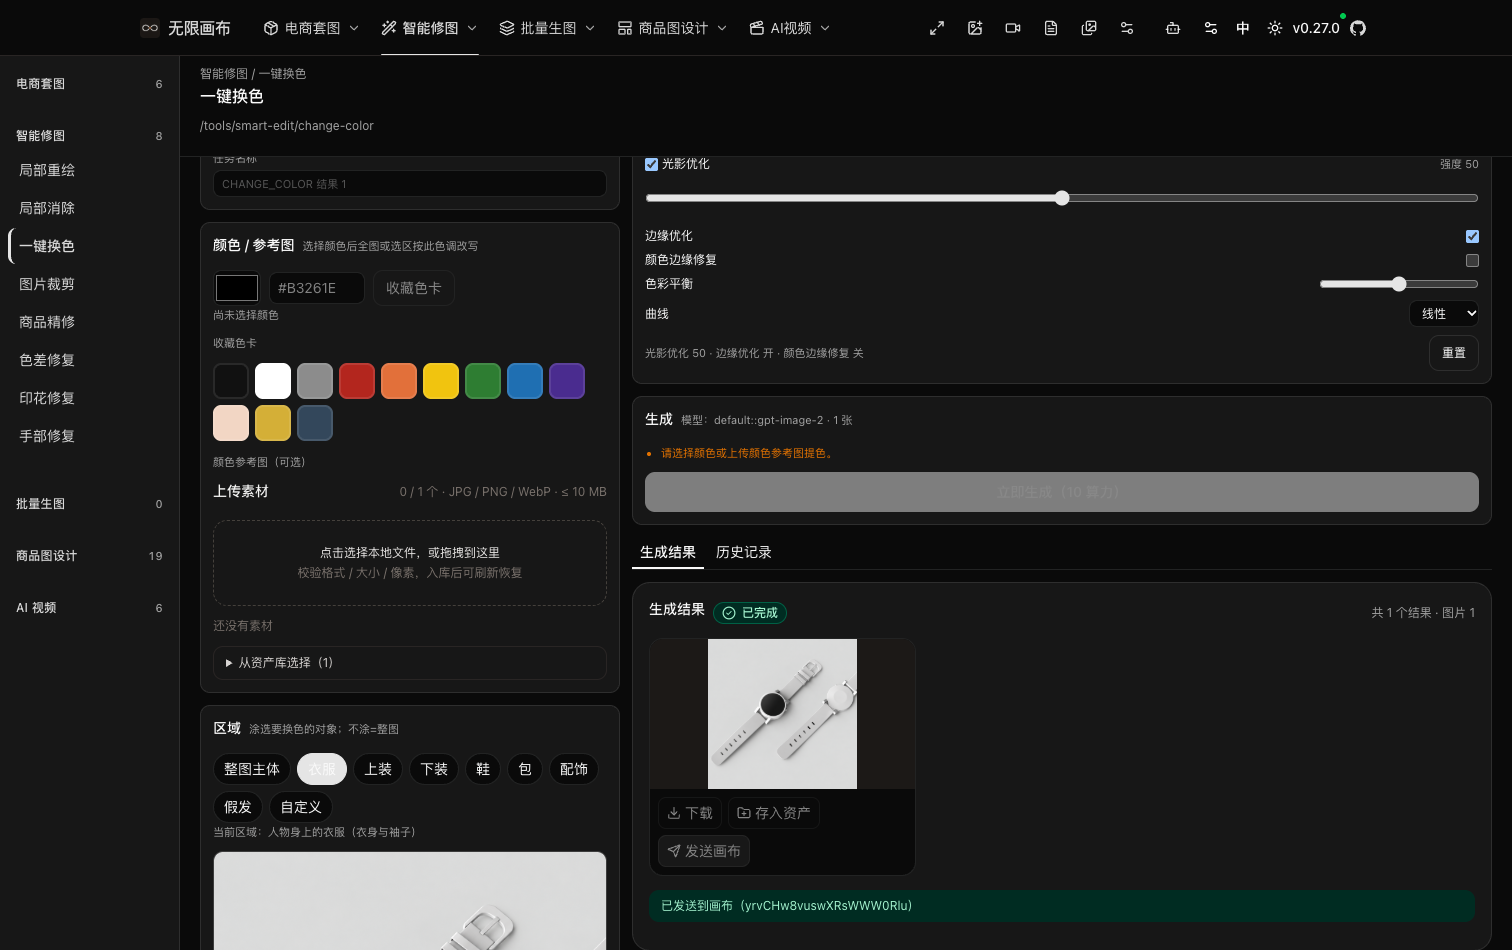 无限画布
电商套图
智能修图
批量生图
商品图设计
AI视频
中
v0.27.0
电商套图 6
智能修图 8
局部重绘
局部消除
一键换色
图片裁剪
商品精修
色差修复
印花修复
手部修复
批量生图 0
商品图设计 19
AI 视频 6
智能修图 / 一键换色
一键换色
/tools/smart-edit/change-color
任务名称
CHANGE_COLOR 结果 1
颜色 / 参考图 选择颜色后全图或选区按此色调改写
#B3261E
收藏色卡
尚未选择颜色
收藏色卡
颜色参考图（可选）
上传素材 0 / 1 个 · JPG / PNG / WebP · ≤ 10 MB
点击选择本地文件，或拖拽到这里
校验格式 / 大小 / 像素，入库后可刷新恢复
还没有素材
从资产库选择（1）
区域 涂选要换色的对象；不涂=整图
整图主体 衣服 上装 下装 鞋 包 配饰
假发 自定义
当前区域：人物身上的衣服（衣身与袖子）
光影优化 强度 50
边缘优化
颜色边缘修复
色彩平衡
曲线 线性
光影优化 50 · 边缘优化 开 · 颜色边缘修复 关 重置
生成 模型：default::gpt-image-2 · 1 张
请选择颜色或上传颜色参考图提色。
立即生成（10 算力）
生成结果 历史记录
生成结果 已完成 共 1 个结果 · 图片 1
下载 存入资产
发送画布
已发送到画布（yrvCHw8vuswXRsWWW0Rlu）